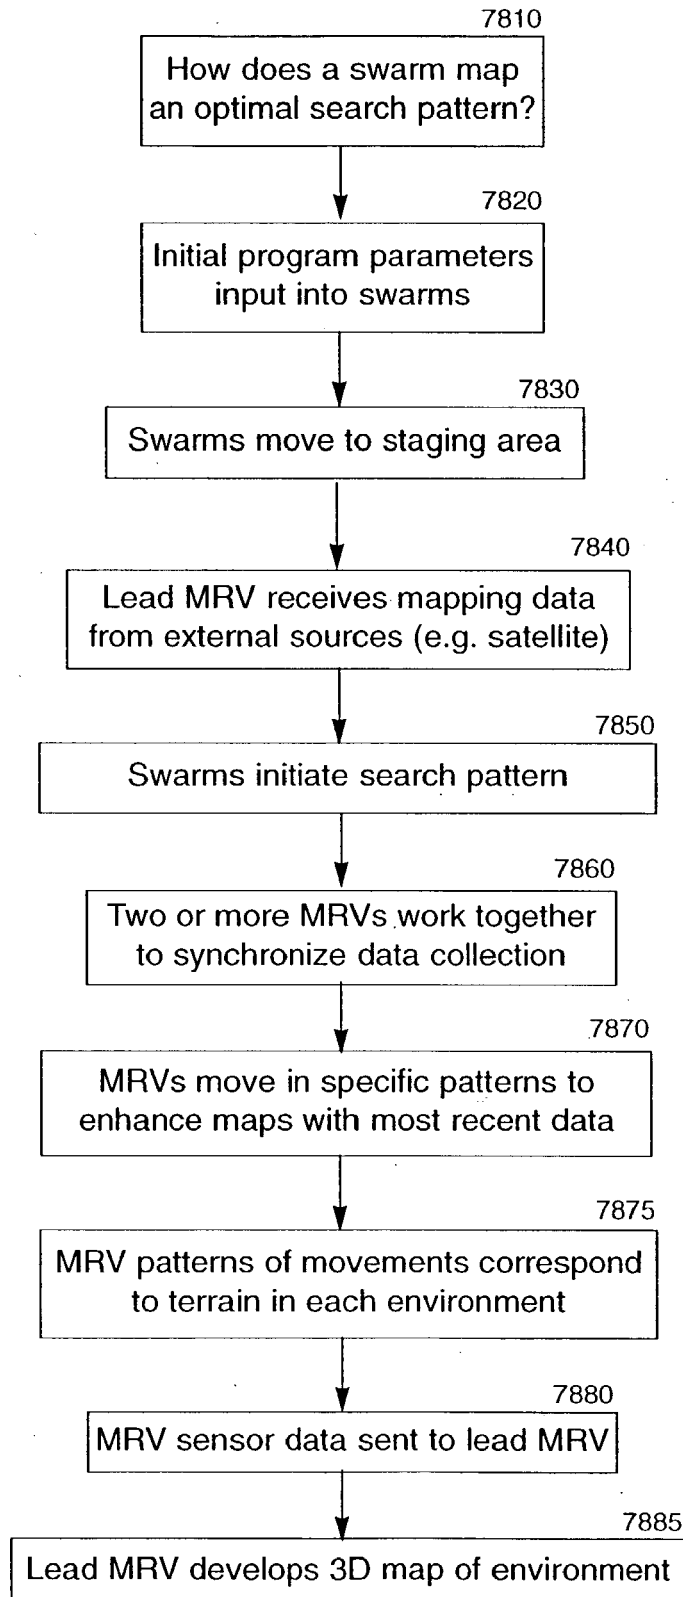 7810
How does a swarm map
an optimal search pattern?
7820
Initial program parameters
input into swarms
7830
Swarms move to staging area
7840
Lead MRV receives mapping data
from external sources (e.g. satellite)
7850
Swarms initiate search pattern
7860
Two or more MRVs work together
to synchronize data collection
7870
MRVs move in specific patterns to
enhance maps with most recent data
7875
MRV patterns of movements correspond
to terrain in each environment
7880
MRV sensor data sent to lead MRV
7885
Lead MRV develops 3D map of environment